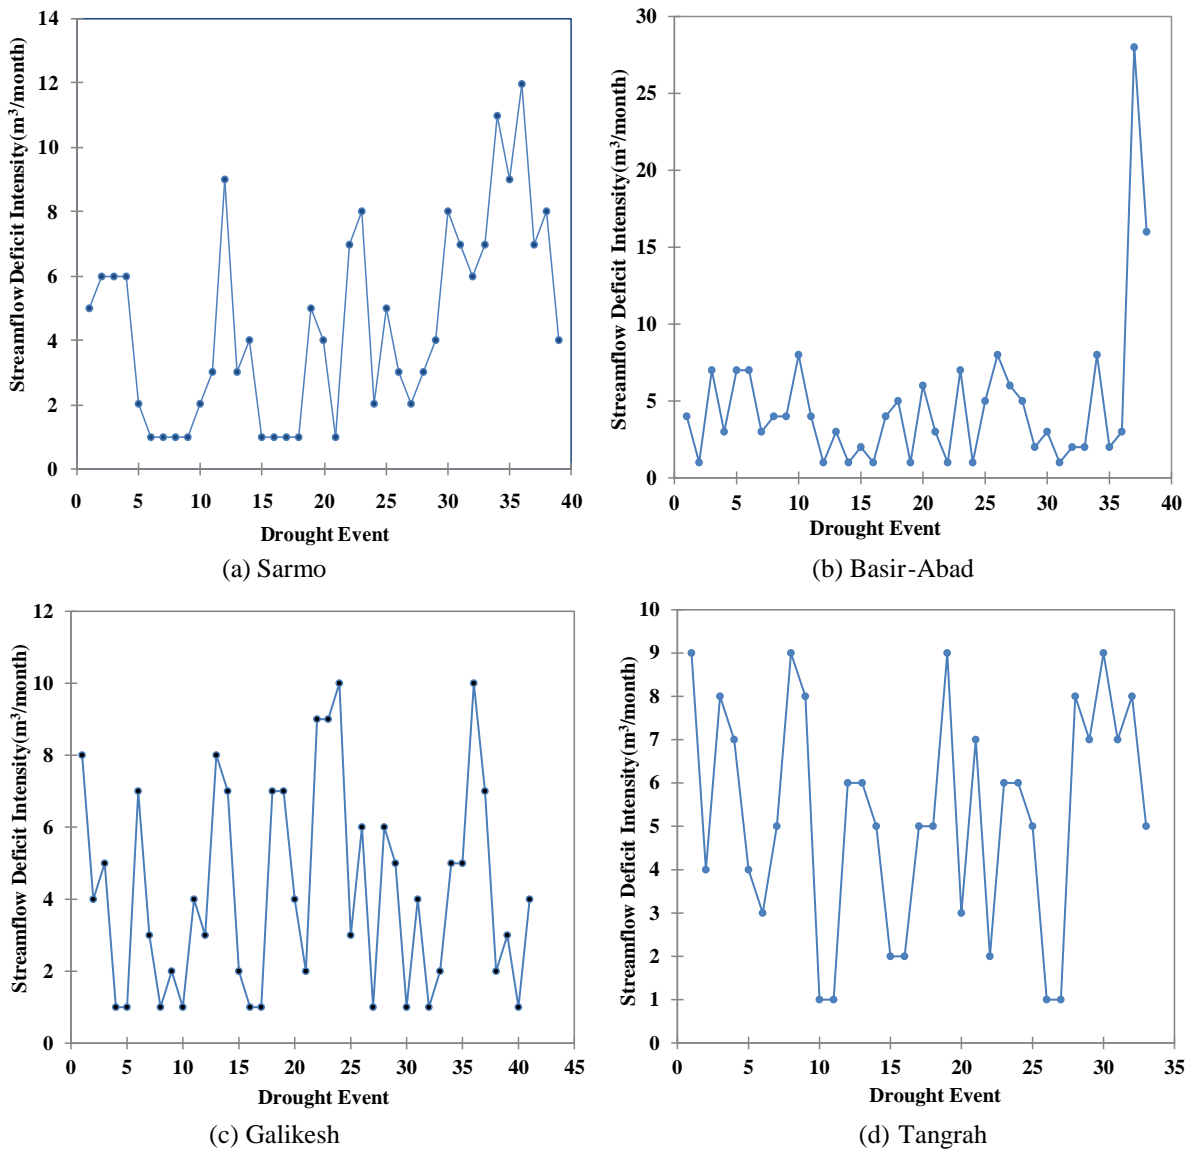 Streamflow Deficit Intensity(m³/month)
14
12
10
8
6
4
2
0
0 5 10 15 20 25 30 35 40
Drought Event
(a) Sarmo
Streamflow Deficit Intensity(m³/month)
30
25
20
15
10
5
0
0 5 10 15 20 25 30 35 40
Drought Event
(b) Basir-Abad
Streamflow Deficit Intensity(m³/month)
12
10
8
6
4
2
0
0 5 10 15 20 25 30 35 40 45
Drought Event
(c) Galikesh
Streamflow Deficit Intensity(m³/month)
10
9
8
7
6
5
4
3
2
1
0
0 5 10 15 20 25 30 35
Drought Event
(d) Tangrah